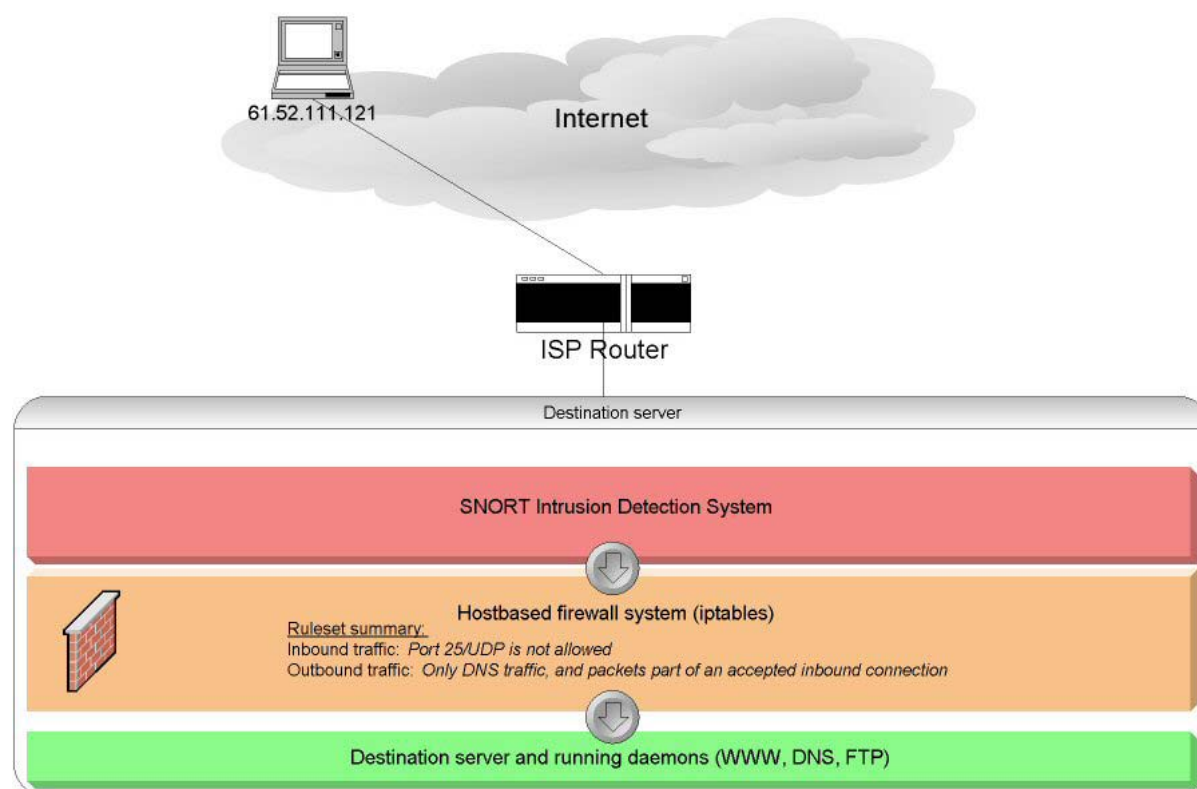 61.52.111.121
Internet
ISP Router
Destination server
SNORT Intrusion Detection System
Hostbased firewall system (iptables)
Ruleset summary:
Inbound traffic: Port 25/UDP is not allowed
Outbound traffic: Only DNS traffic, and packets part of an accepted inbound connection
Destination server and running daemons (WWW, DNS, FTP)